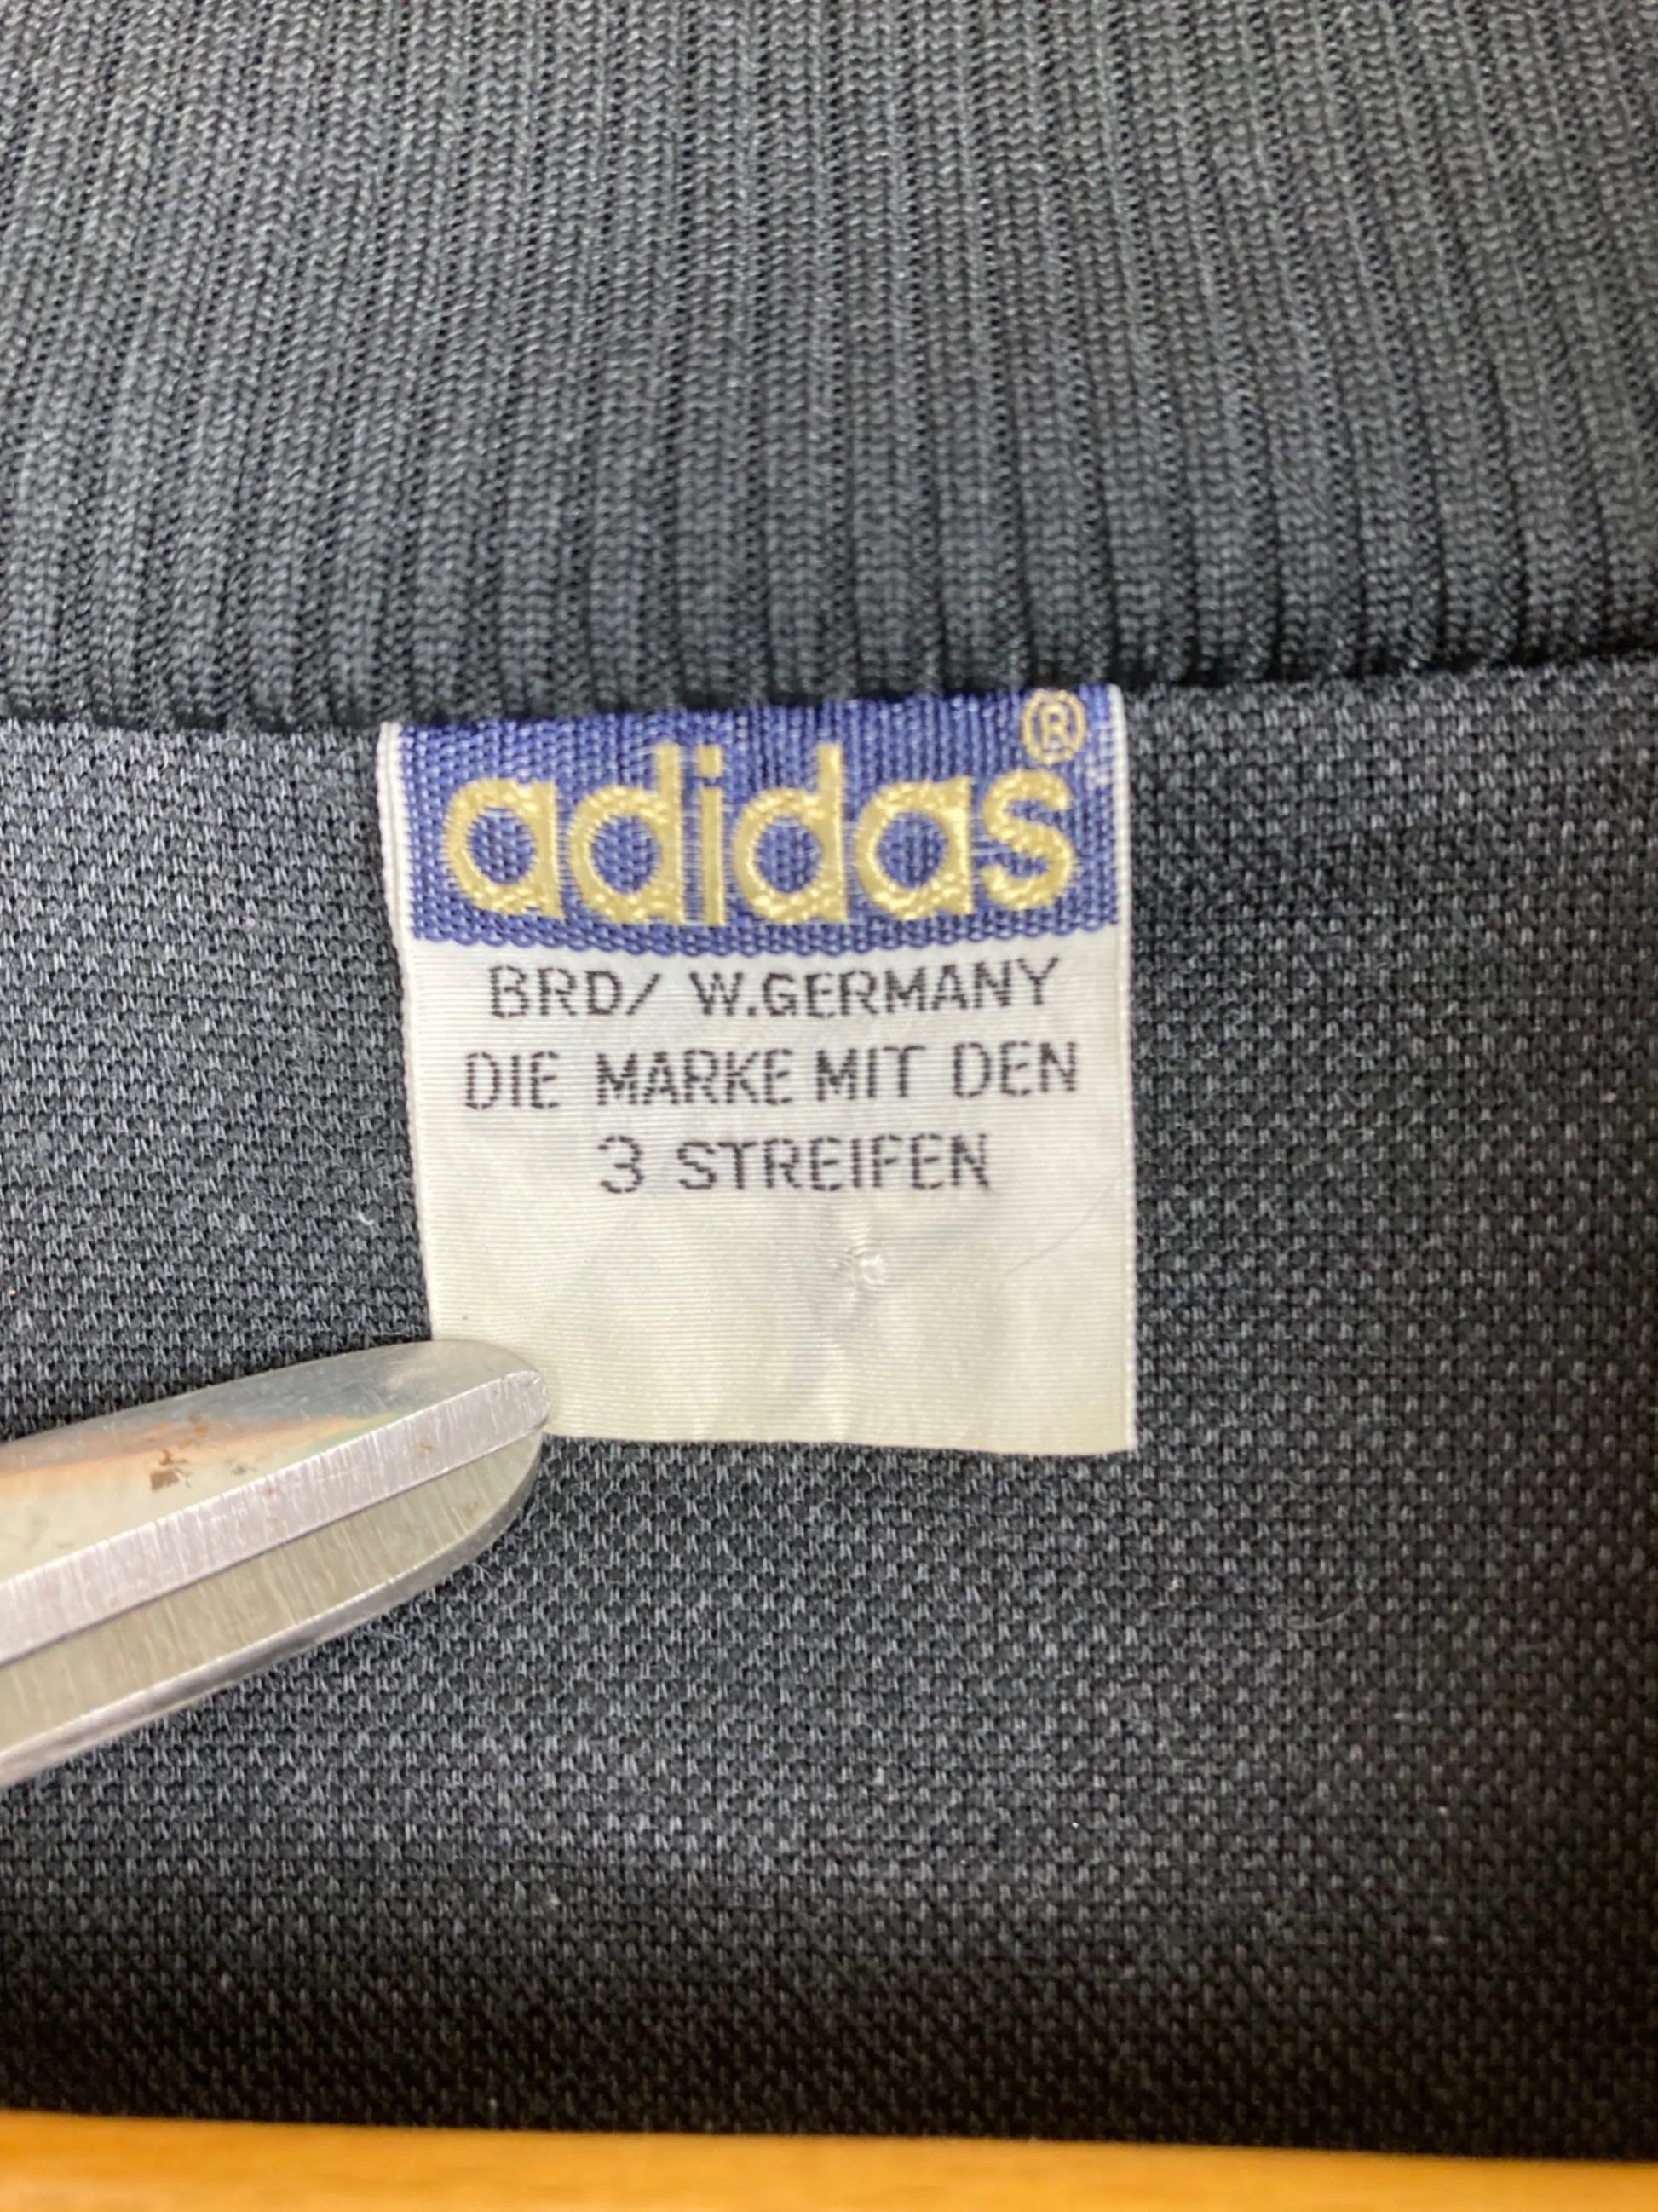 adidas®
BRD/ W.GERMANY
DIE MARKE MIT DEN
3 STREIFEN